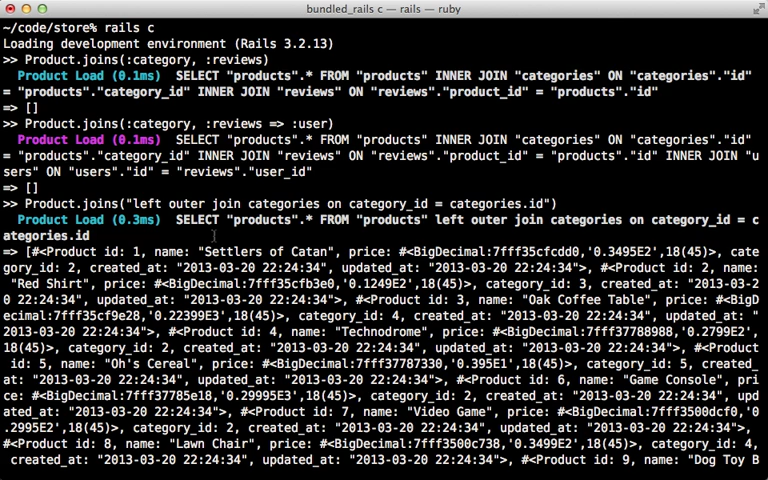 bundled_rails c — rails — ruby
~/code/store% rails c
Loading development environment (Rails 3.2.13)
>> Product.joins(:category, :reviews)
  Product Load (0.1ms)  SELECT "products".* FROM "products" INNER JOIN "categories" ON "categories"."id"
= "products"."category_id" INNER JOIN "reviews" ON "reviews"."product_id" = "products"."id"
=> []
>> Product.joins(:category, :reviews => :user)
  Product Load (0.1ms)  SELECT "products".* FROM "products" INNER JOIN "categories" ON "categories"."id"
= "products"."category_id" INNER JOIN "reviews" ON "reviews"."product_id" = "products"."id" INNER JOIN "u
sers" ON "users"."id" = "reviews"."user_id"
=> []
>> Product.joins("left outer join categories on category_id = categories.id")
  Product Load (0.3ms)  SELECT "products".* FROM "products" left outer join categories on category_id = c
ategories.id
=> [#<Product id: 1, name: "Settlers of Catan", price: #<BigDecimal:7fff35cfcdd0,'0.3495E2',18(45)>, cate
gory_id: 2, created_at: "2013-03-20 22:24:34", updated_at: "2013-03-20 22:24:34">, #<Product id: 2, name:
 "Red Shirt", price: #<BigDecimal:7fff35cfb3e0,'0.1249E2',18(45)>, category_id: 3, created_at: "2013-03-2
0 22:24:34", updated_at: "2013-03-20 22:24:34">, #<Product id: 3, name: "Oak Coffee Table", price: #<BigD
ecimal:7fff35cf9e28,'0.22399E3',18(45)>, category_id: 4, created_at: "2013-03-20 22:24:34", updated_at: "
2013-03-20 22:24:34">, #<Product id: 4, name: "Technodrome", price: #<BigDecimal:7fff37788988,'0.2799E2',
18(45)>, category_id: 2, created_at: "2013-03-20 22:24:34", updated_at: "2013-03-20 22:24:34">, #<Product
 id: 5, name: "Oh's Cereal", price: #<BigDecimal:7fff37787330,'0.395E1',18(45)>, category_id: 5, created_
at: "2013-03-20 22:24:34", updated_at: "2013-03-20 22:24:34">, #<Product id: 6, name: "Game Console", pri
ce: #<BigDecimal:7fff37785e18,'0.29995E3',18(45)>, category_id: 2, created_at: "2013-03-20 22:24:34", upd
ated_at: "2013-03-20 22:24:34">, #<Product id: 7, name: "Video Game", price: #<BigDecimal:7fff3500dcf0,'0
.2995E2',18(45)>, category_id: 2, created_at: "2013-03-20 22:24:34", updated_at: "2013-03-20 22:24:34">,
#<Product id: 8, name: "Lawn Chair", price: #<BigDecimal:7fff3500c738,'0.3499E2',18(45)>, category_id: 4,
 created_at: "2013-03-20 22:24:34", updated_at: "2013-03-20 22:24:34">, #<Product id: 9, name: "Dog Toy B